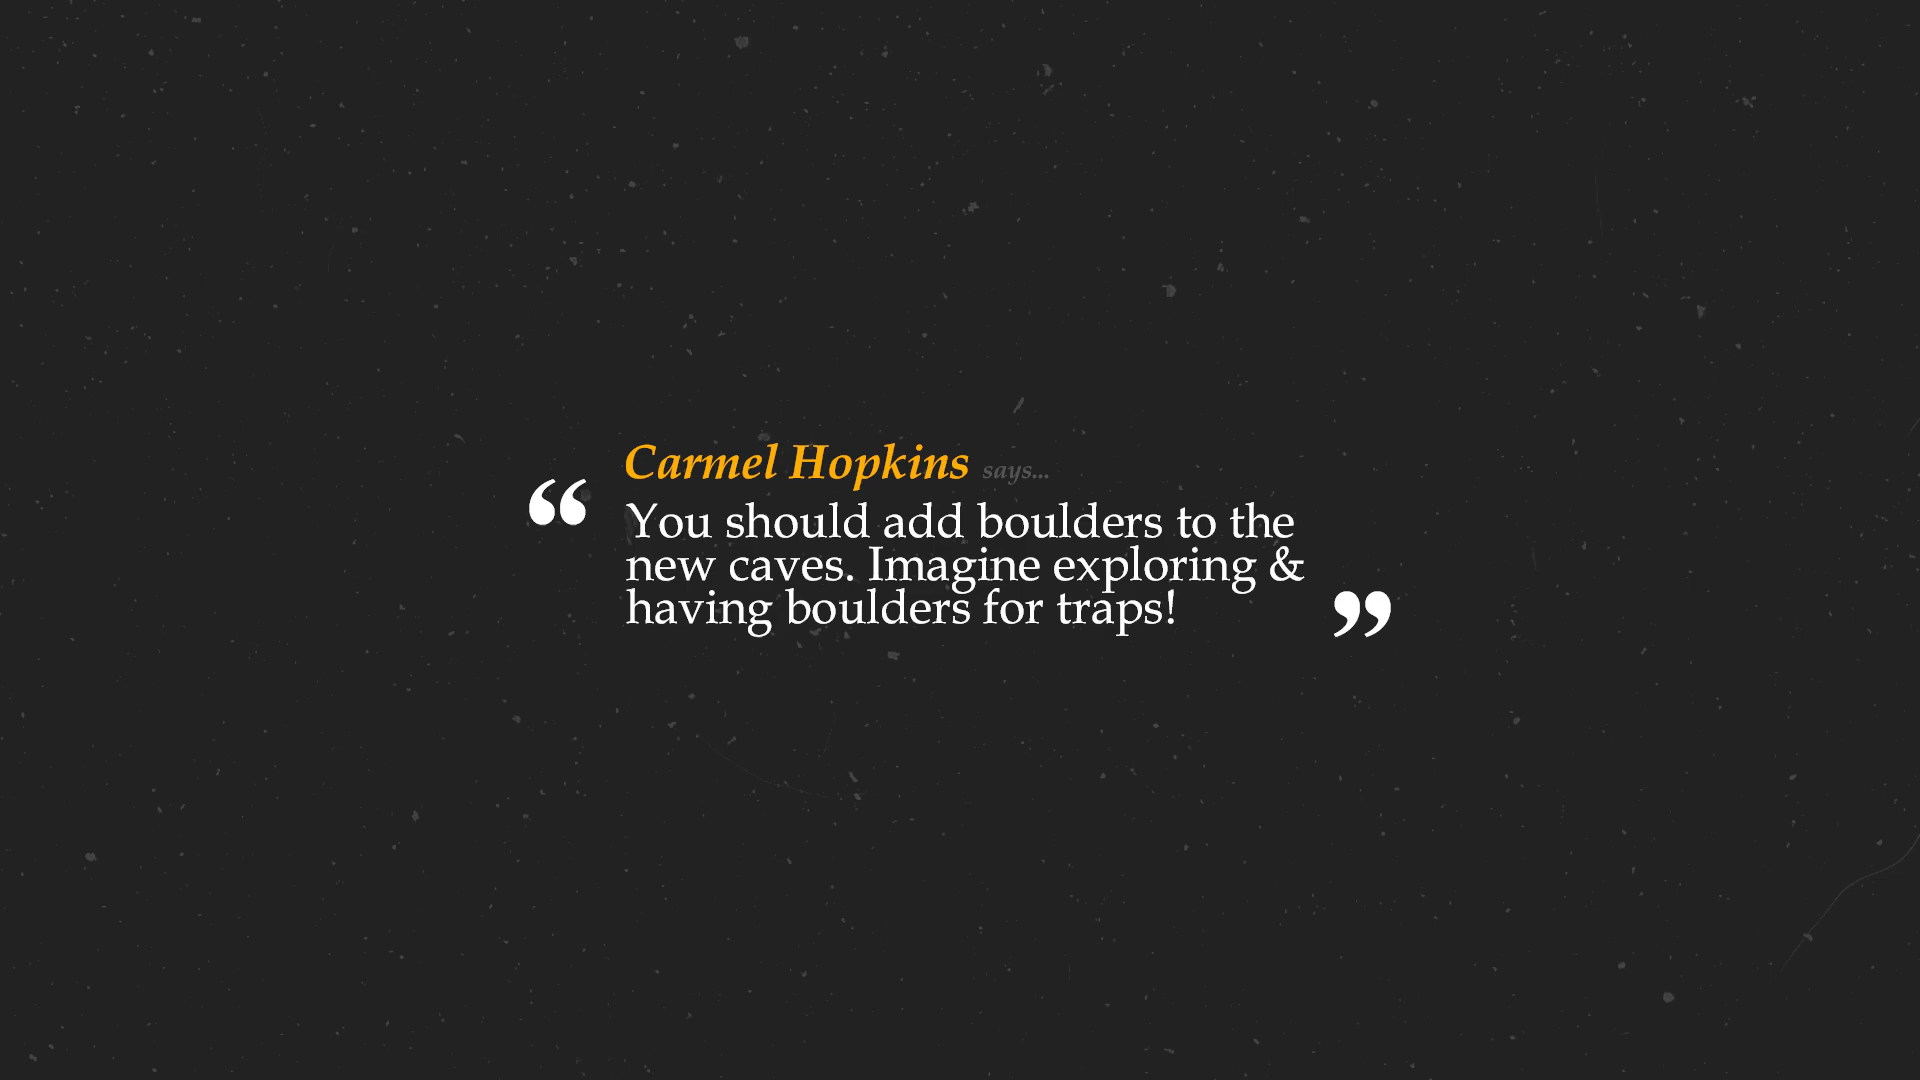 Carmel Hopkins says...
“You should add boulders to the
new caves. Imagine exploring &
having boulders for traps!”